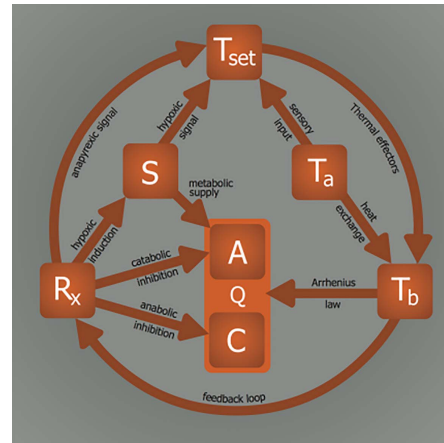 Tset
anapyrexic signal
hypoxic
signal
sensory
input
Thermal effectors
S
Ta
metabolic
supply
heat
exchange
hypoxic
induction
A
catabolic
inhibition
Rx
Q
Arrhenius
law
Tb
anabolic
inhibition
C
feedback loop